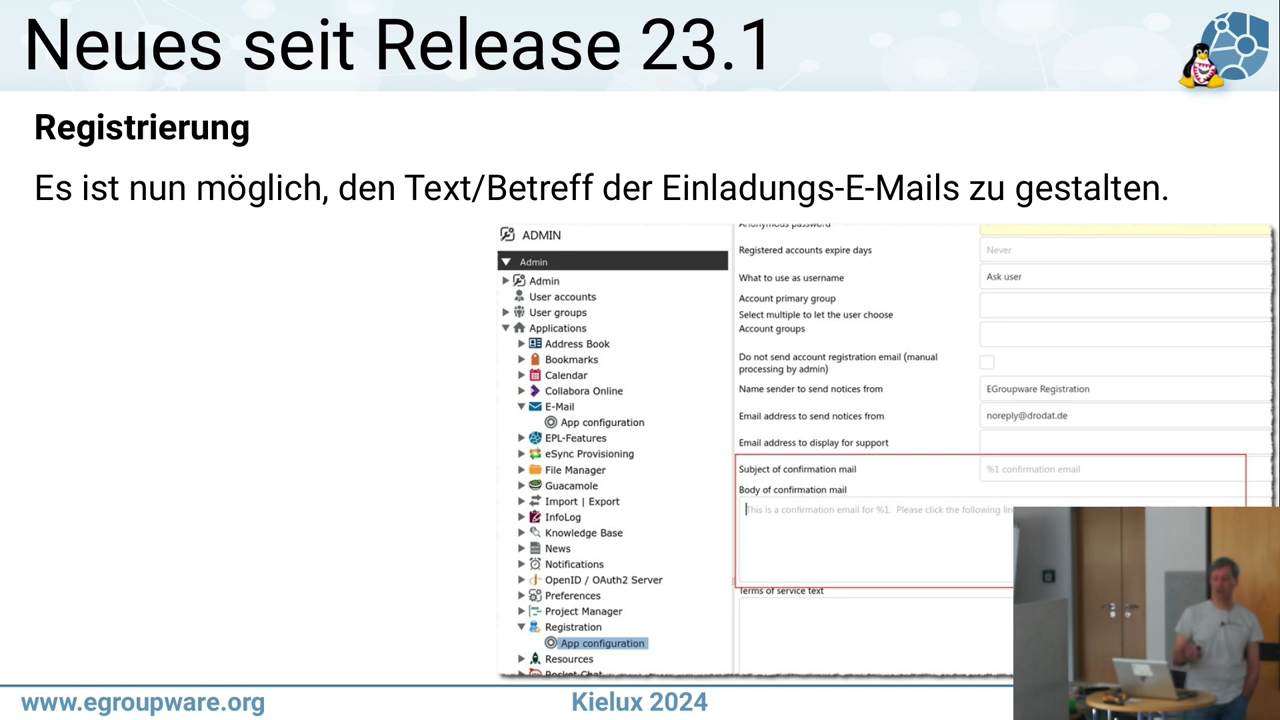 Neues seit Release 23.1
Registrierung
Es ist nun möglich, den Text/Betreff der Einladungs-E-Mails zu gestalten.
ADMIN
Admin
Admin
User accounts
User groups
Applications
Address Book
Bookmarks
Calendar
Collabora Online
E-Mail
App configuration
EPL-Features
eSync Provisioning
File Manager
Guacamole
Import | Export
InfoLog
Knowledge Base
News
Notifications
OpenID / OAuth2 Server
Preferences
Project Manager
Registration
App configuration
Resources
Rocket.Chat
Anonymous password
Registered accounts expire days
Never
What to use as username
Ask user
Account primary group
Select multiple to let the user choose
Account groups
Do not send account registration email (manual
processing by admin)
Name sender to send notices from
EGroupware Registration
Email address to send notices from
noreply@drodat.de
Email address to display for support
Subject of confirmation mail
%1 confirmation email
Body of confirmation mail
This is a confirmation email for %1. Please click the following
Terms of service text
www.egroupware.org
Kielux 2024